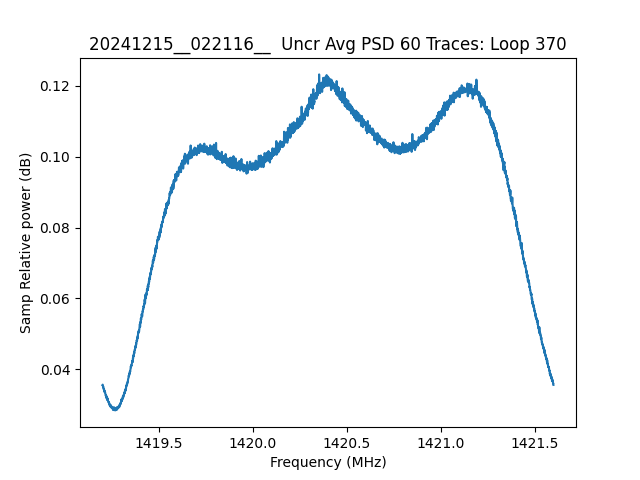 20241215__022116__  Uncr Avg PSD 60 Traces: Loop 370
0.12
0.10
0.08
0.06
0.04
Samp Relative power (dB)
1419.5 1420.0 1420.5 1421.0 1421.5
Frequency (MHz)